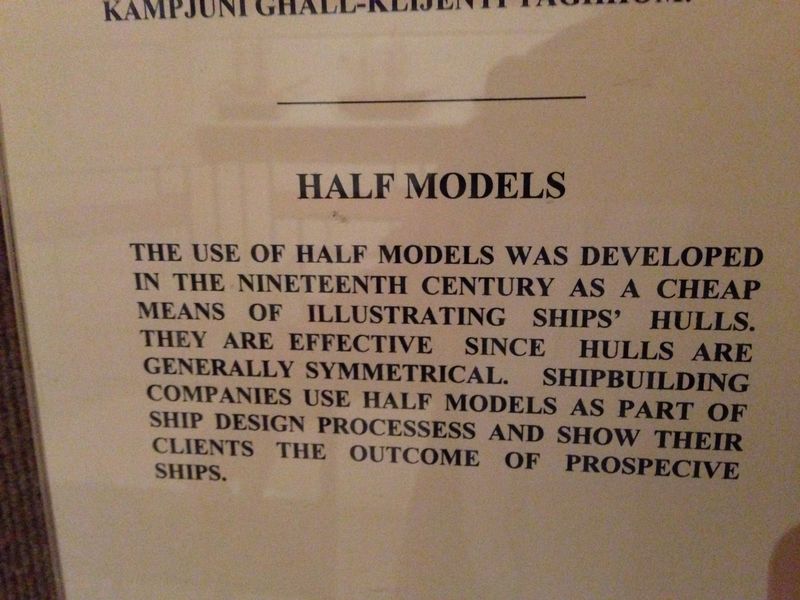 KAMPJUNI GĦALL-KLIJENTI TAGĦHOM.
HALF MODELS
THE USE OF HALF MODELS WAS DEVELOPED
IN THE NINETEENTH CENTURY AS A CHEAP
MEANS OF ILLUSTRATING SHIPS' HULLS.
THEY ARE EFFECTIVE SINCE HULLS ARE
GENERALLY SYMMETRICAL. SHIPBUILDING
COMPANIES USE HALF MODELS AS PART OF
SHIP DESIGN PROCESSESS AND SHOW THEIR
CLIENTS THE OUTCOME OF PROSPECIVE
SHIPS.